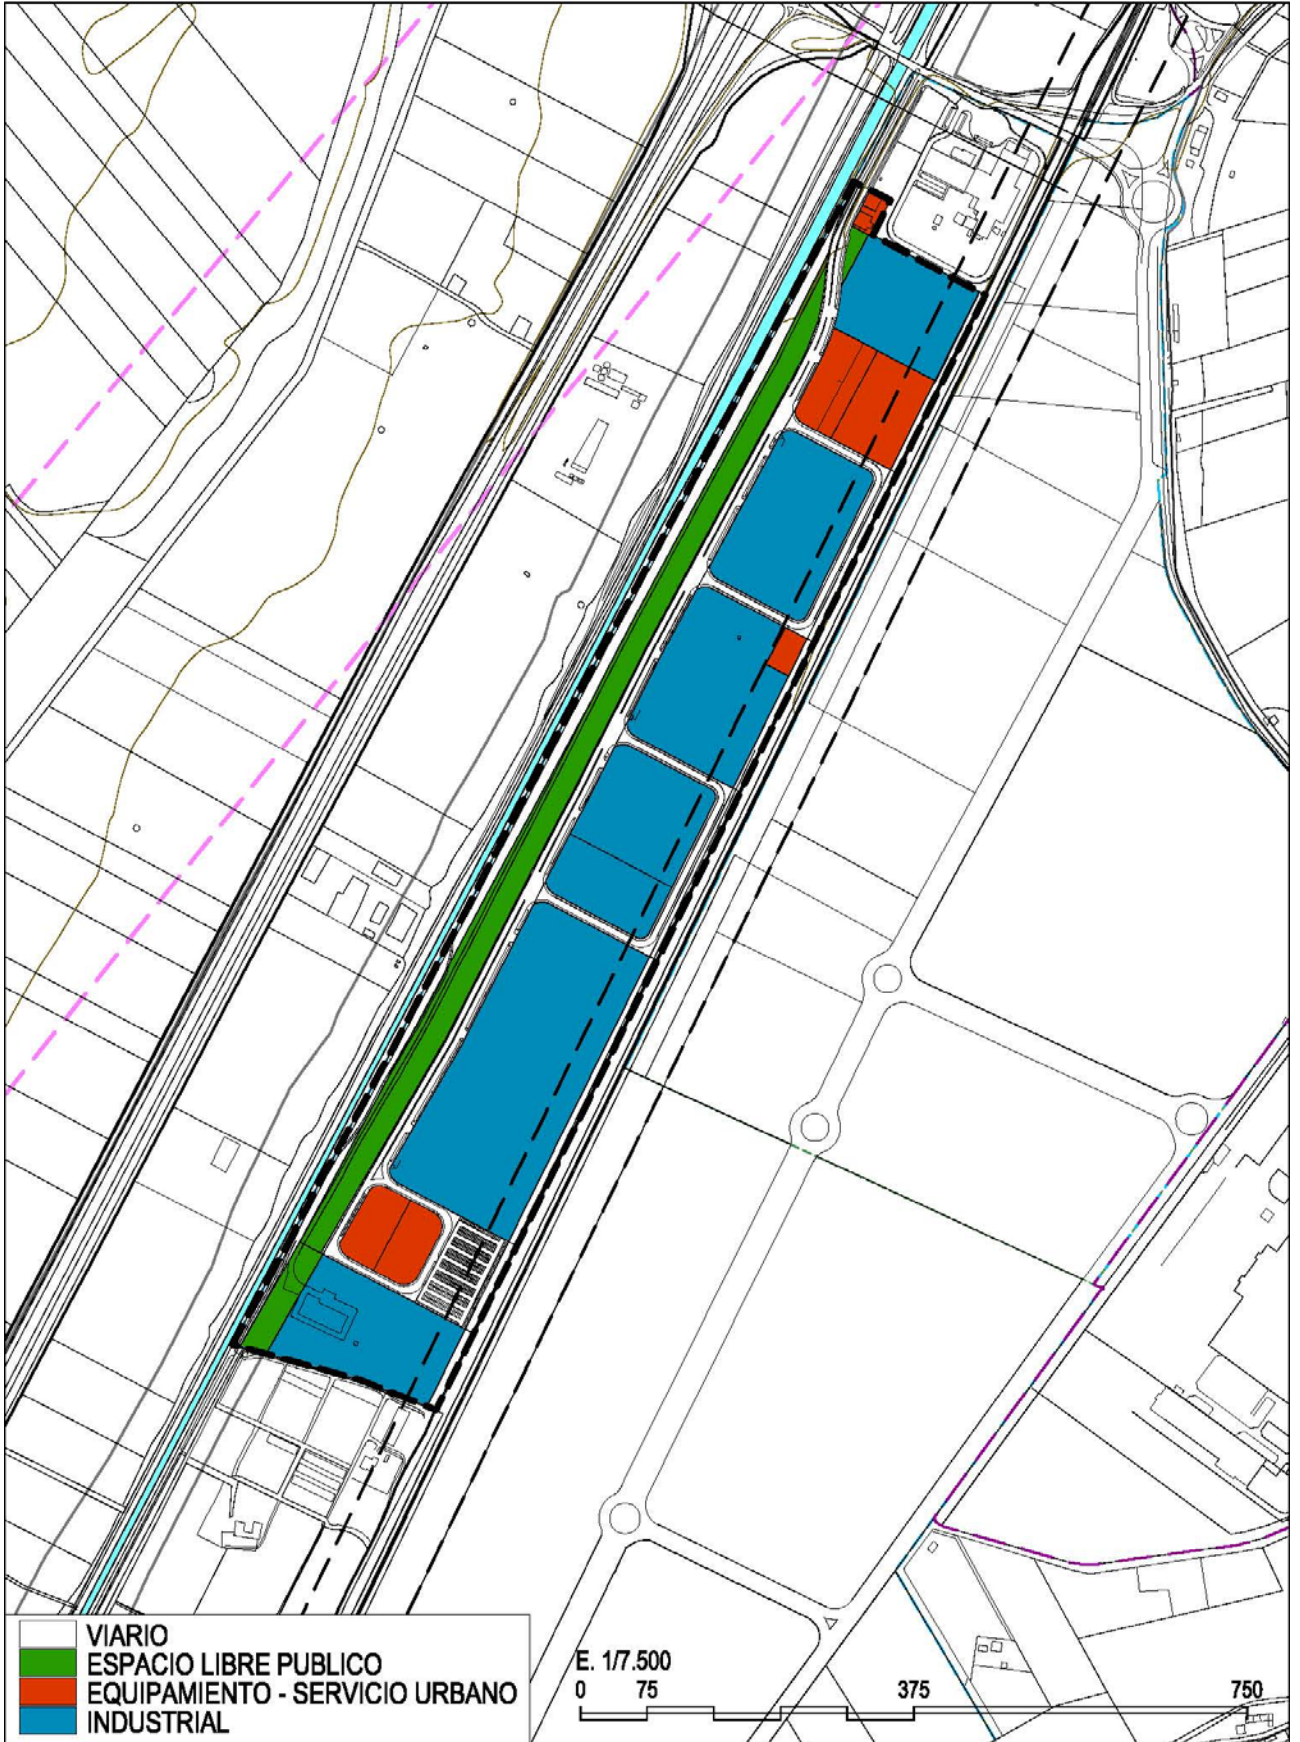 VIARIO
ESPACIO LIBRE PUBLICO
EQUIPAMIENTO - SERVICIO URBANO
INDUSTRIAL
E. 1/7.500
0 75 375 750